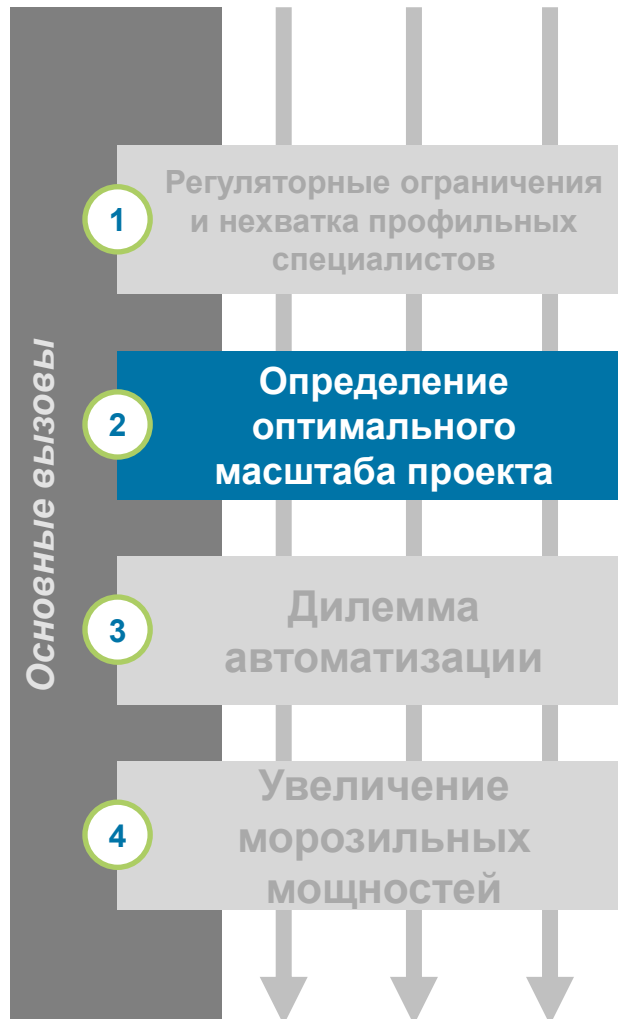 Основные вызовы
1
Регуляторные ограничения
и нехватка профильных
специалистов
2
Определение
оптимального
масштаба проекта
3
Дилемма
автоматизации
4
Увеличение
морозильных
мощностей